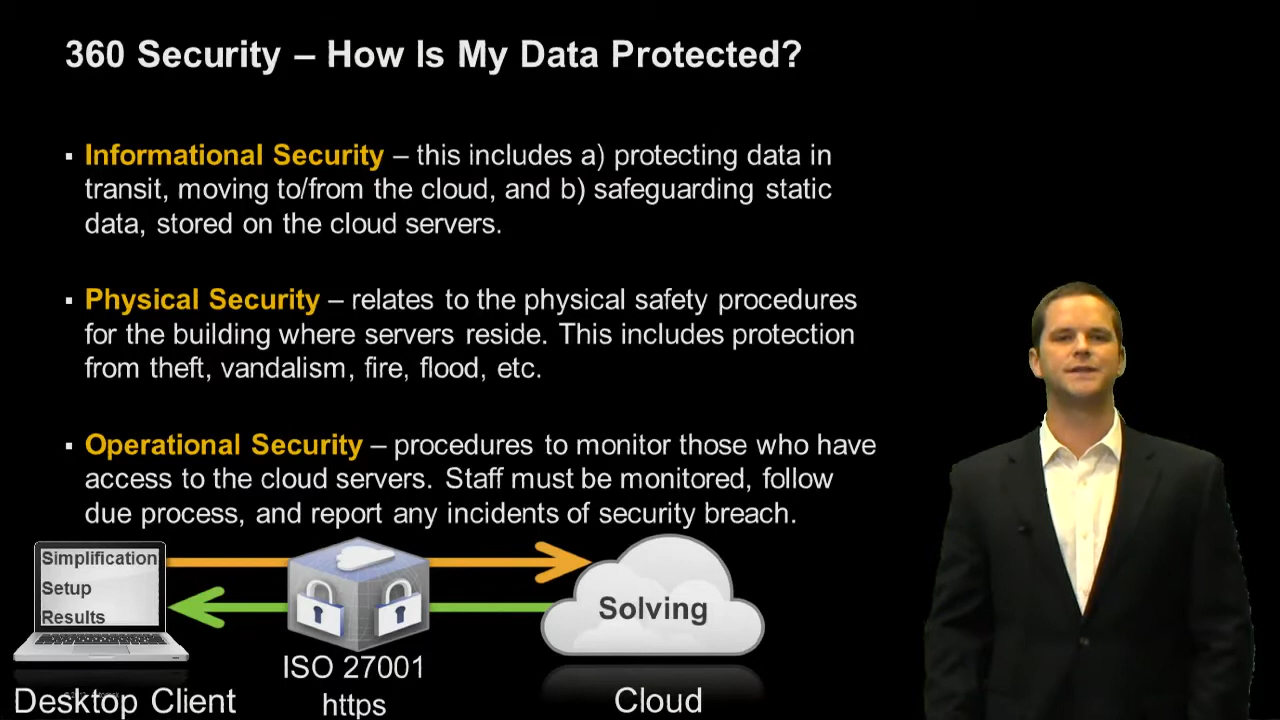 360 Security – How Is My Data Protected?
▪ Informational Security – this includes a) protecting data in
transit, moving to/from the cloud, and b) safeguarding static
data, stored on the cloud servers.
▪ Physical Security – relates to the physical safety procedures
for the building where servers reside. This includes protection
from theft, vandalism, fire, flood, etc.
▪ Operational Security – procedures to monitor those who have
access to the cloud servers. Staff must be monitored, follow
due process, and report any incidents of security breach.
Simplification
Setup
Results
Solving
ISO 27001
https
Desktop Client
Cloud